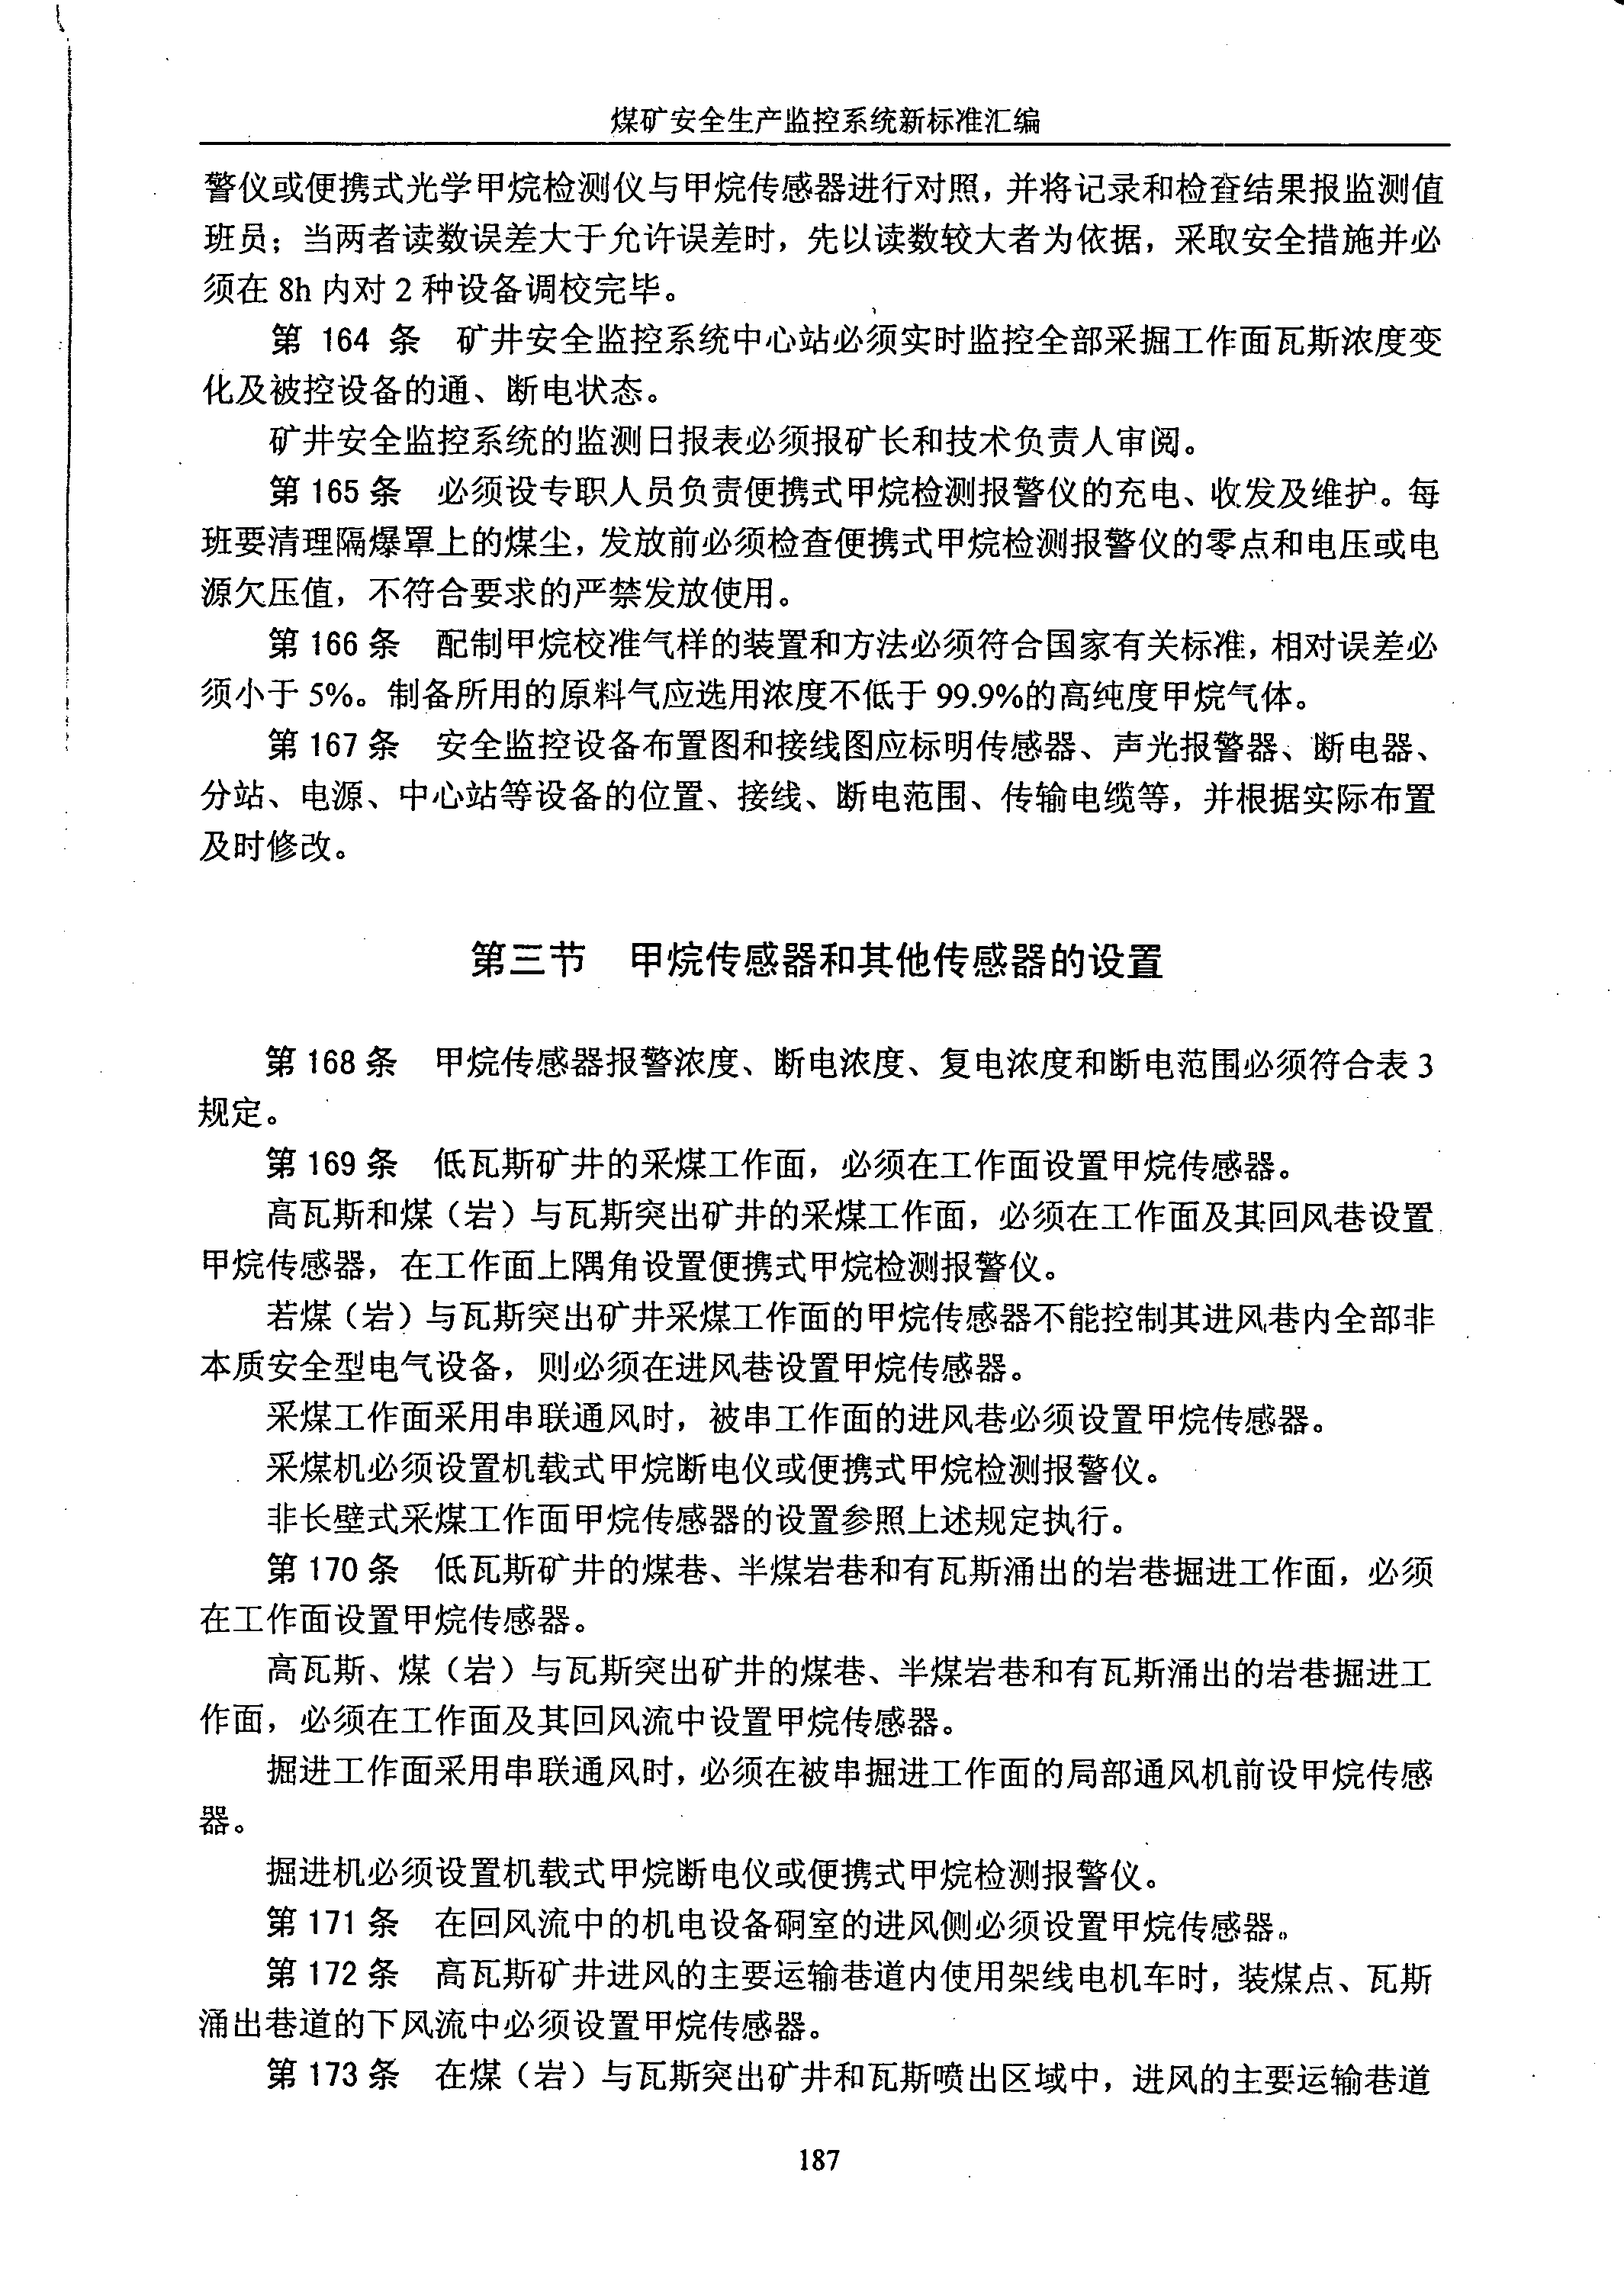 煤矿安全生产监控系统新标准汇编
警仪或便携式光学甲烷检测仪与甲烷传感器进行对照，并将记录和检查结果报监测值
班员；当两者读数误差大于允许误差时，先以读数较大者为依据，采取安全措施并必
须在 8h 内对 2 种设备调校完毕。
第 164 条 矿井安全监控系统中心站必须实时监控全部采掘工作面瓦斯浓度变
化及被控设备的通、断电状态。
矿井安全监控系统的监测日报表必须报矿长和技术负责人审阅。
第 165 条 必须设专职人员负责便携式甲烷检测报警仪的充电、收发及维护。每
班要清理隔爆罩上的煤尘，发放前必须检查便携式甲烷检测报警仪的零点和电压或电
源欠压值，不符合要求的严禁发放使用。
第 166 条 配制甲烷校准气样的装置和方法必须符合国家有关标准，相对误差必
须小于 5%。制备所用的原料气应选用浓度不低于 99.9%的高纯度甲烷气体。
第 167 条 安全监控设备布置图和接线图应标明传感器、声光报警器、断电器、
分站、电源、中心站等设备的位置、接线、断电范围、传输电缆等，并根据实际布置
及时修改。
第三节 甲烷传感器和其他传感器的设置
第 168 条 甲烷传感器报警浓度、断电浓度、复电浓度和断电范围必须符合表 3
规定。
第 169 条 低瓦斯矿井的采煤工作面，必须在工作面设置甲烷传感器。
高瓦斯和煤（岩）与瓦斯突出矿井的采煤工作面，必须在工作面及其回风巷设置
甲烷传感器，在工作面上隅角设置便携式甲烷检测报警仪。
若煤（岩）与瓦斯突出矿井采煤工作面的甲烷传感器不能控制其进风巷内全部非
本质安全型电气设备，则必须在进风巷设置甲烷传感器。
采煤工作面采用串联通风时，被串工作面的进风巷必须设置甲烷传感器。
采煤机必须设置机载式甲烷断电仪或便携式甲烷检测报警仪。
非长壁式采煤工作面甲烷传感器的设置参照上述规定执行。
第 170 条 低瓦斯矿井的煤巷、半煤岩巷和有瓦斯涌出的岩巷掘进工作面，必须
在工作面设置甲烷传感器。
高瓦斯、煤（岩）与瓦斯突出矿井的煤巷、半煤岩巷和有瓦斯涌出的岩巷掘进工
作面，必须在工作面及其回风流中设置甲烷传感器。
掘进工作面采用串联通风时，必须在被串掘进工作面的局部通风机前设甲烷传感
器。
掘进机必须设置机载式甲烷断电仪或便携式甲烷检测报警仪。
第 171 条 在回风流中的机电设备硐室的进风侧必须设置甲烷传感器。
第 172 条 高瓦斯矿井进风的主要运输巷道内使用架线电机车时，装煤点、瓦斯
涌出巷道的下风流中必须设置甲烷传感器。
第 173 条 在煤（岩）与瓦斯突出矿井和瓦斯喷出区域中，进风的主要运输巷道
187